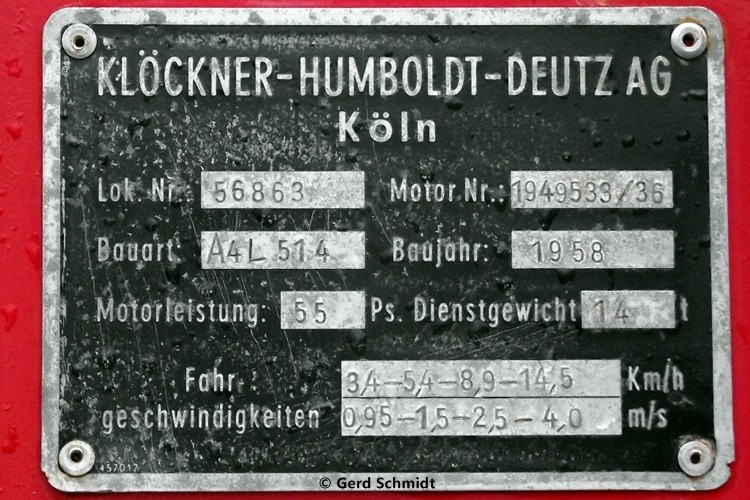 KLÖCKNER-HUMBOLDT-DEUTZ AG
Köln
Lok. Nr. 56863 Motor Nr.: 1949533/36
Bauart: A4L 514 Baujahr: 1958
Motorleistung: 55 Ps. Dienstgewicht 14 t
Fahr- 3,4-5,4-8,9-14,5 Km/h
geschwindigkeiten 0,95-1,5-2,5-4,0 m/s
457017
© Gerd Schmidt